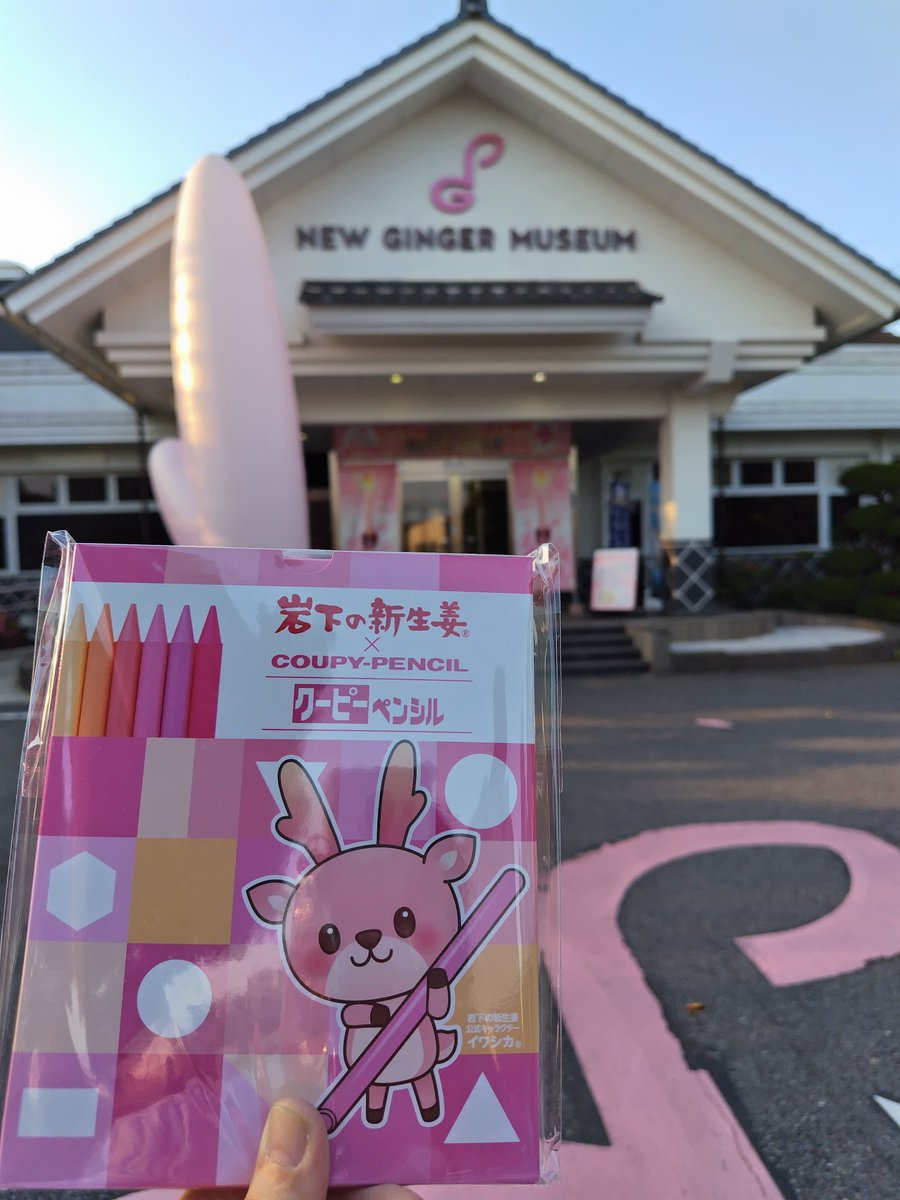 NEW GINGER MUSEUM
岩下の新生姜®
×
COUPY-PENCIL
クーピーペンシル
岩下の新生姜
公式キャラクター
イワシカ®